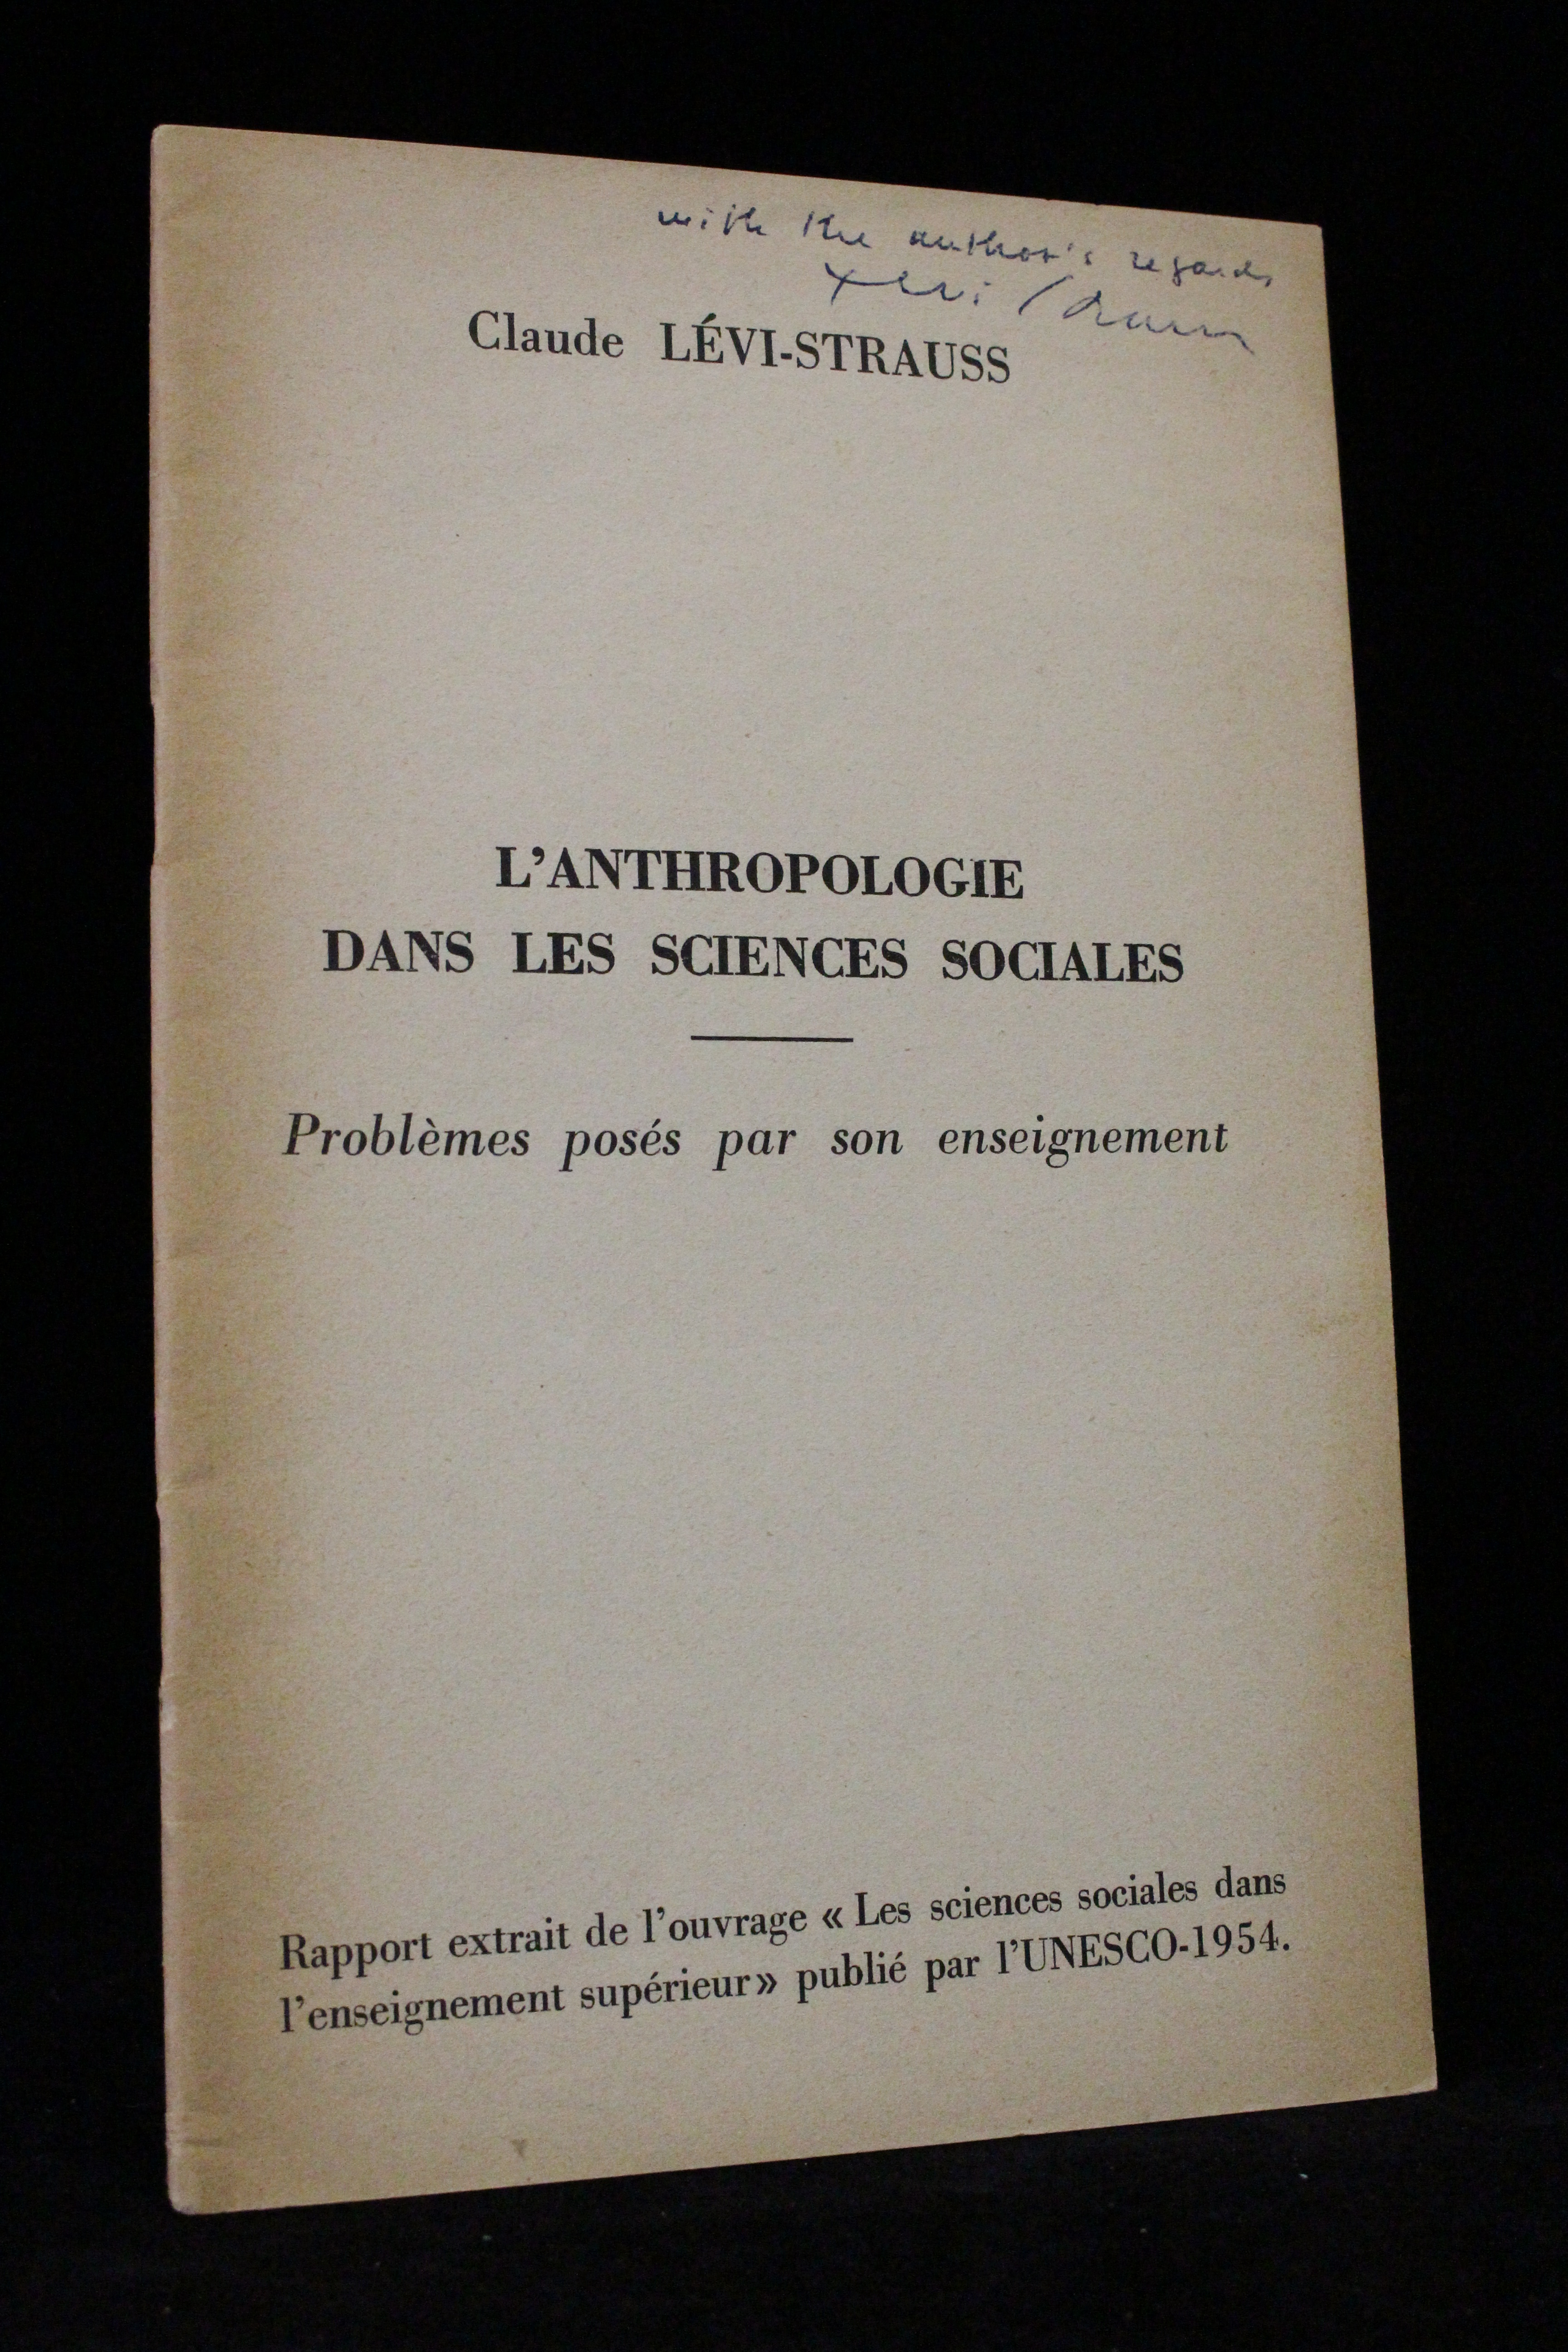 with the author's regards
Levi Strauss
Claude LÉVI-STRAUSS
L'ANTHROPOLOGIE
DANS LES SCIENCES SOCIALES
Problèmes posés par son enseignement
Rapport extrait de l'ouvrage « Les sciences sociales dans
l'enseignement supérieur» publié par l'UNESCO-1954.